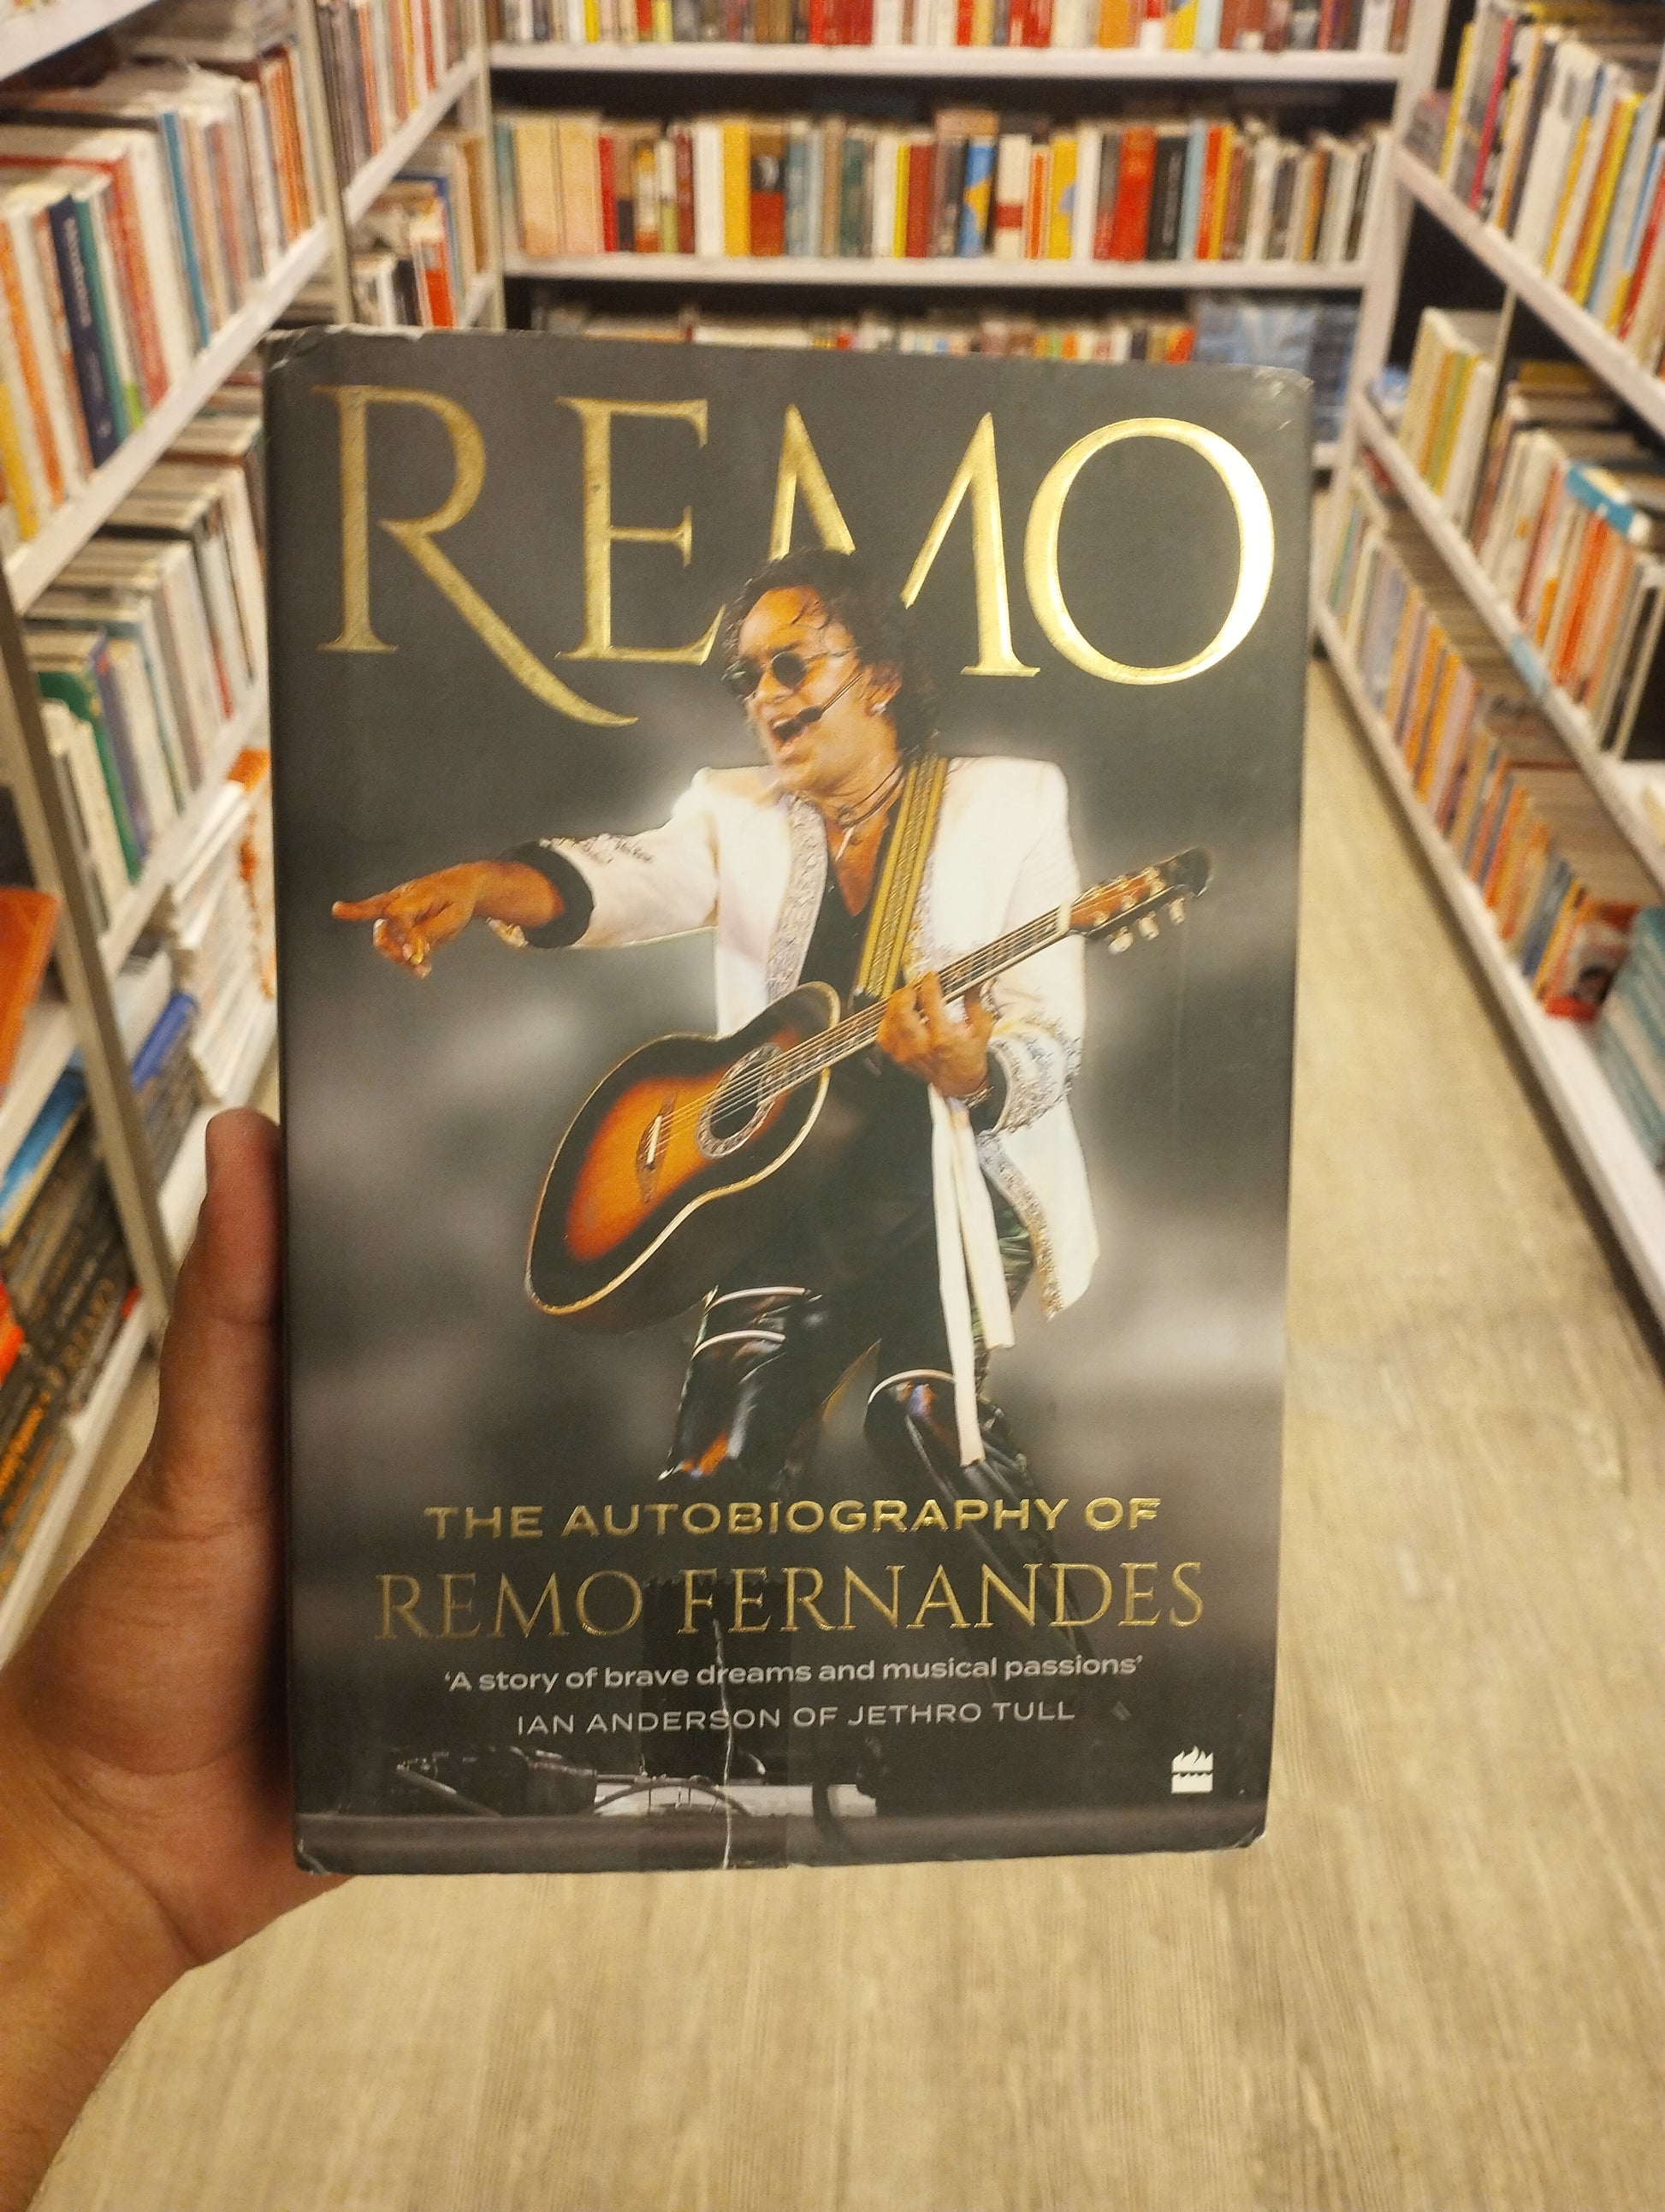 REMO
THE AUTOBIOGRAPHY OF
REMO FERNANDES
'A story of brave dreams and musical passions'
IAN ANDERSON OF JETHRO TULL